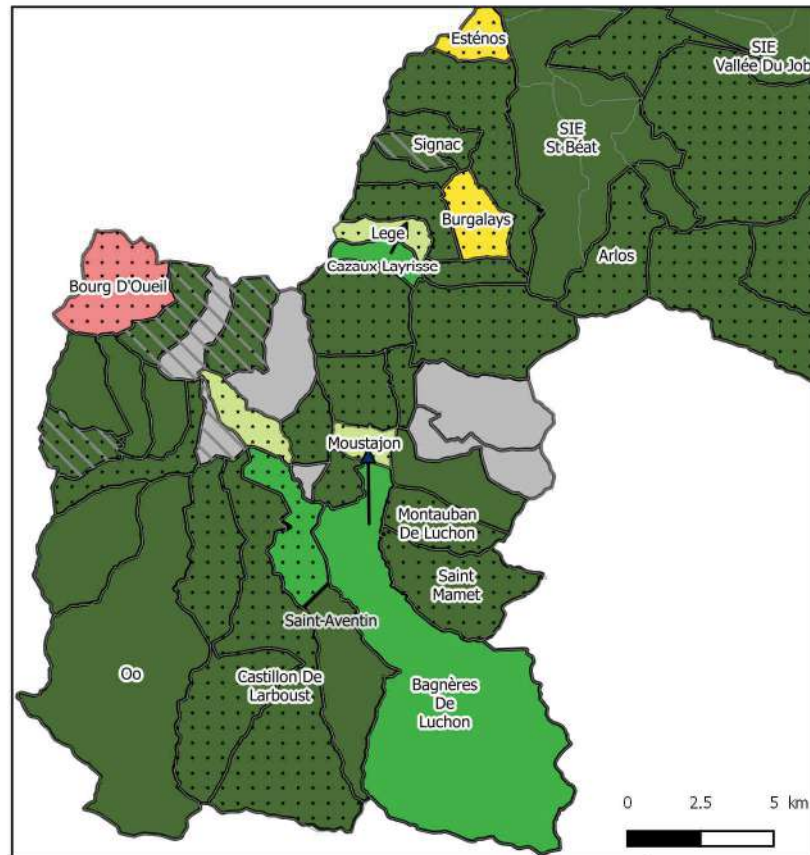 Esténos
SIE
Vallée Du Job
SIE
St Béat
Signac
Burgalays
Lege
Cazaux Layrisse
Arlos
Bourg D'Oueil
Moustajon
Montauban
De Luchon
Saint
Mamet
Saint-Aventin
Oo
Castillon De
Larboust
Bagnères
De
Luchon
0 2.5 5 km